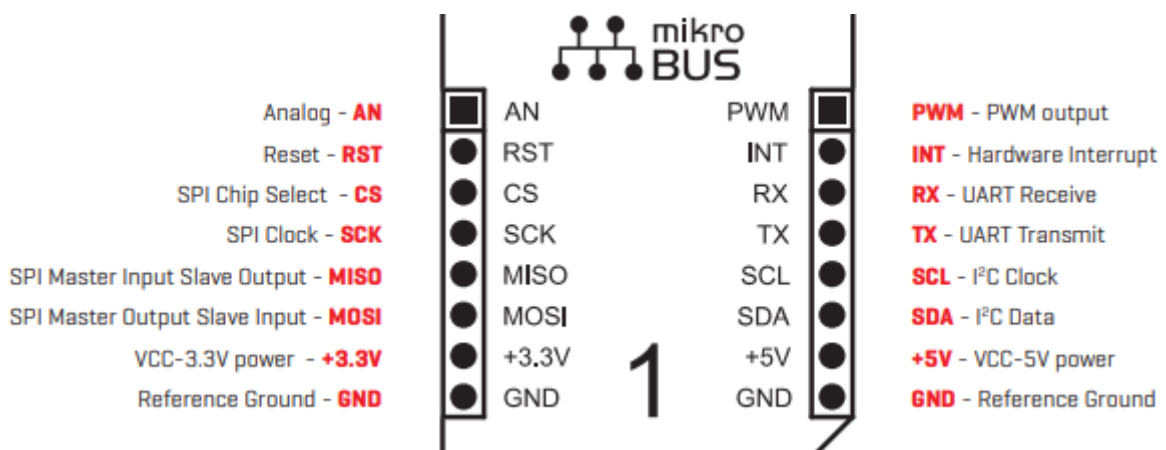 mikro
BUS
Analog - AN
AN
PWM
PWM - PWM output
Reset - RST
RST
INT
INT - Hardware Interrupt
SPI Chip Select - CS
CS
RX
RX - UART Receive
SPI Clock - SCK
SCK
TX
TX - UART Transmit
SPI Master Input Slave Output - MISO
MISO
SCL
SCL - I²C Clock
SPI Master Output Slave Input - MOSI
MOSI
SDA
SDA - I²C Data
VCC-3.3V power - +3.3V
+3.3V
+5V
+5V - VCC-5V power
Reference Ground - GND
GND
1
GND
GND - Reference Ground